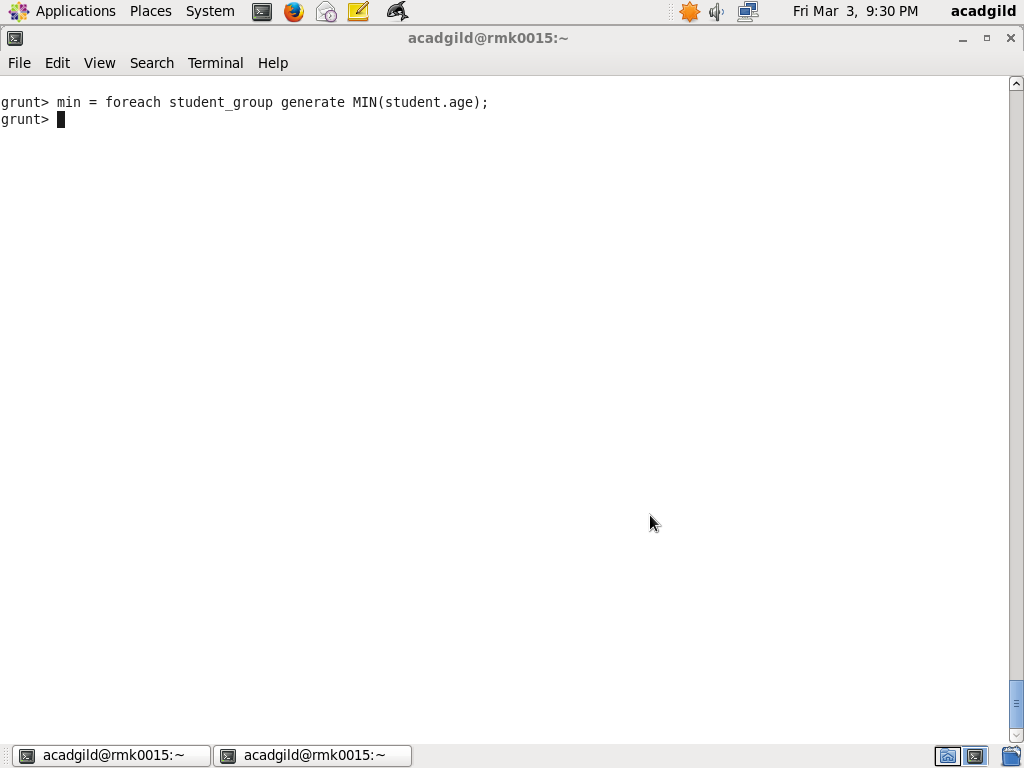 Applications Places System Fri Mar 3, 9:30 PM acadgild
acadgild@rmk0015:~
File Edit View Search Terminal Help
grunt> min = foreach student_group generate MIN(student.age);
grunt>
acadgild@rmk0015:~ acadgild@rmk0015:~